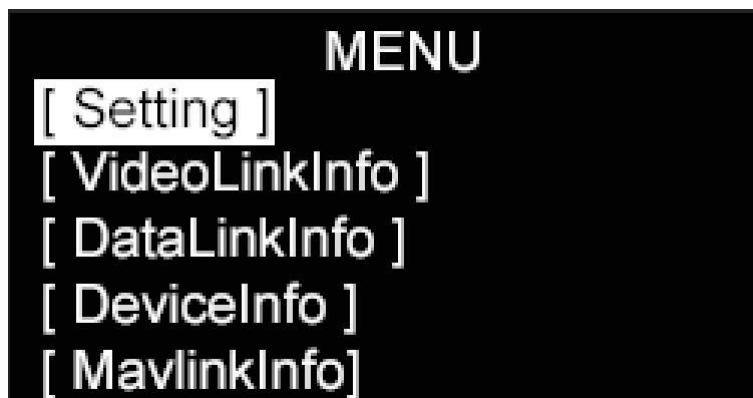 MENU
[ Setting ]
[ VideoLinkInfo ]
[ DataLinkInfo ]
[ DeviceInfo ]
[ MavlinkInfo]